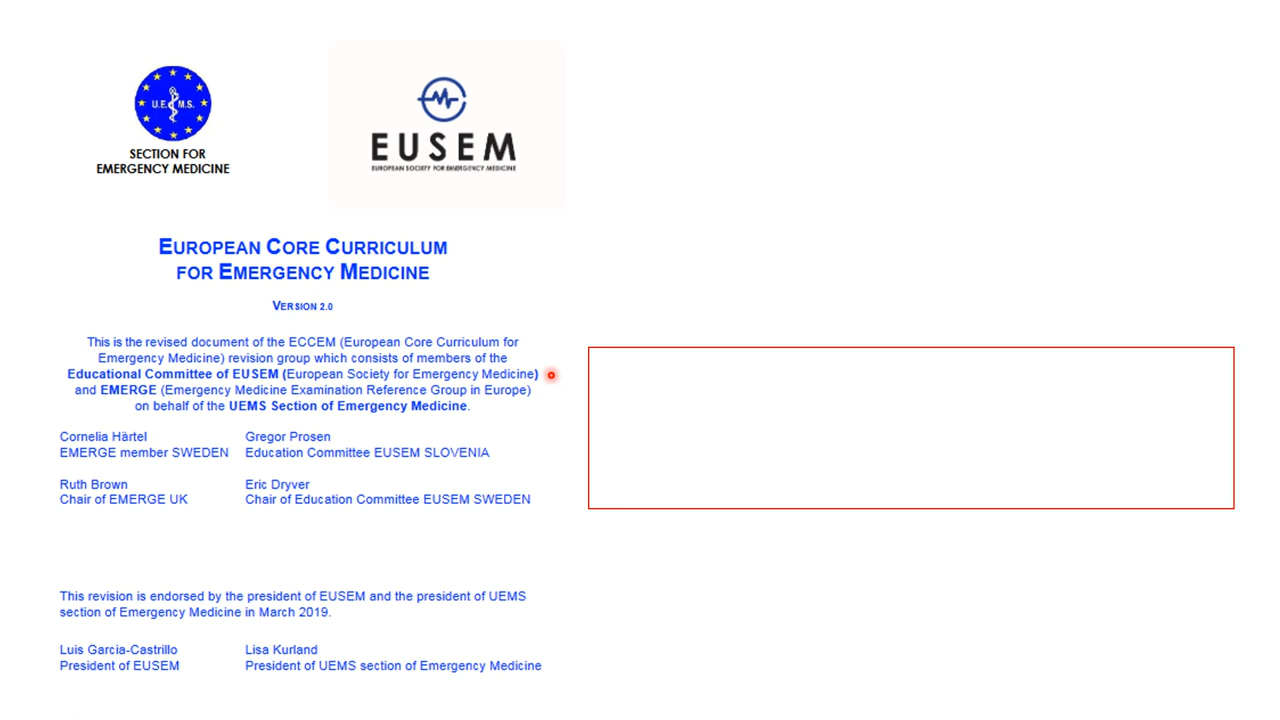 U.E.M.S.
SECTION FOR
EMERGENCY MEDICINE
EUSEM
EUROPEAN SOCIETY FOR EMERGENCY MEDICINE
EUROPEAN CORE CURRICULUM
FOR EMERGENCY MEDICINE
VERSION 2.0
This is the revised document of the ECCEM (European Core Curriculum for
Emergency Medicine) revision group which consists of members of the
Educational Committee of EUSEM (European Society for Emergency Medicine)
and EMERGE (Emergency Medicine Examination Reference Group in Europe)
on behalf of the UEMS Section of Emergency Medicine.
Cornelia Härtel Gregor Prosen
EMERGE member SWEDEN Education Committee EUSEM SLOVENIA
Ruth Brown Eric Dryver
Chair of EMERGE UK Chair of Education Committee EUSEM SWEDEN
This revision is endorsed by the president of EUSEM and the president of UEMS
section of Emergency Medicine in March 2019.
Luis Garcia-Castrillo Lisa Kurland
President of EUSEM President of UEMS section of Emergency Medicine